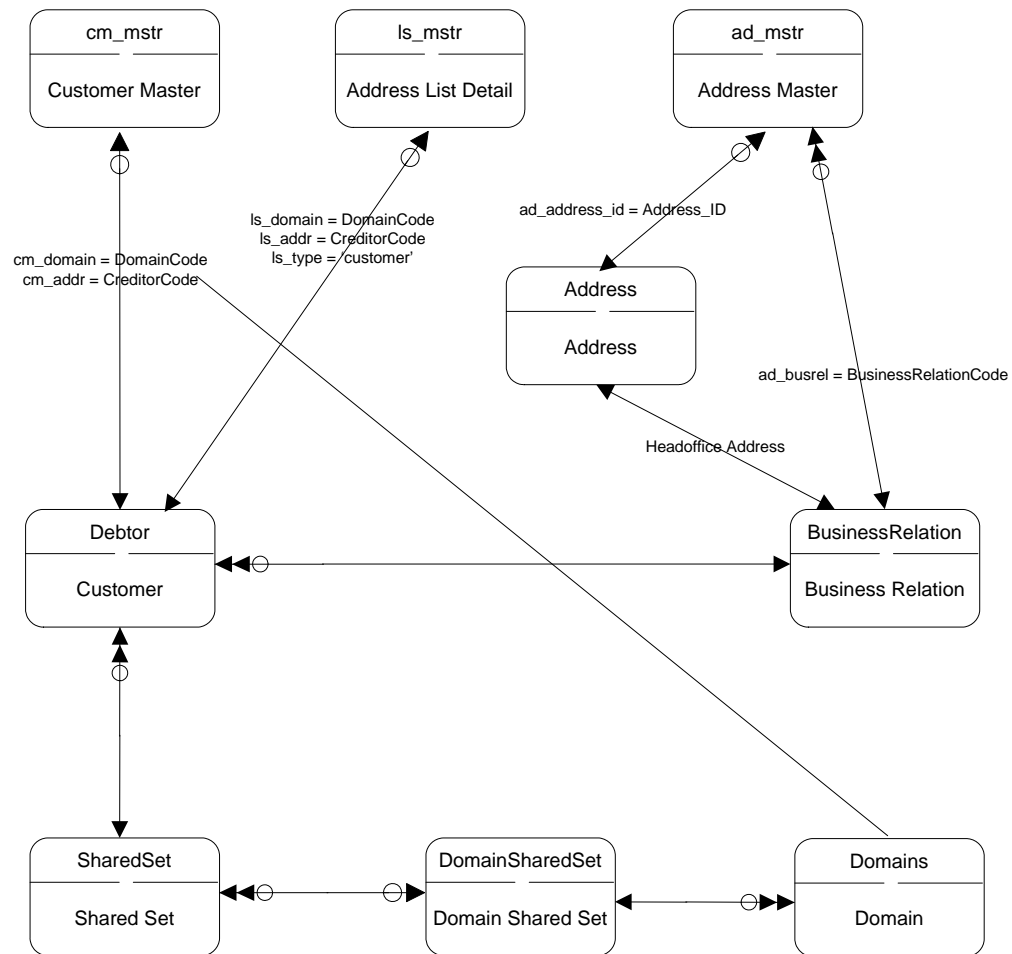 cm_mstr
Customer Master
ls_mstr
Address List Detail
ad_mstr
Address Master
ad_address_id = Address_ID
ls_domain = DomainCode
ls_addr = CreditorCode
ls_type = 'customer’
cm_domain = DomainCode
cm_addr = CreditorCode
Address
Address
ad_busrel = BusinessRelationCode
Headoffice Address
Debtor
Customer
BusinessRelation
Business Relation
SharedSet
Shared Set
DomainSharedSet
Domain Shared Set
Domains
Domain